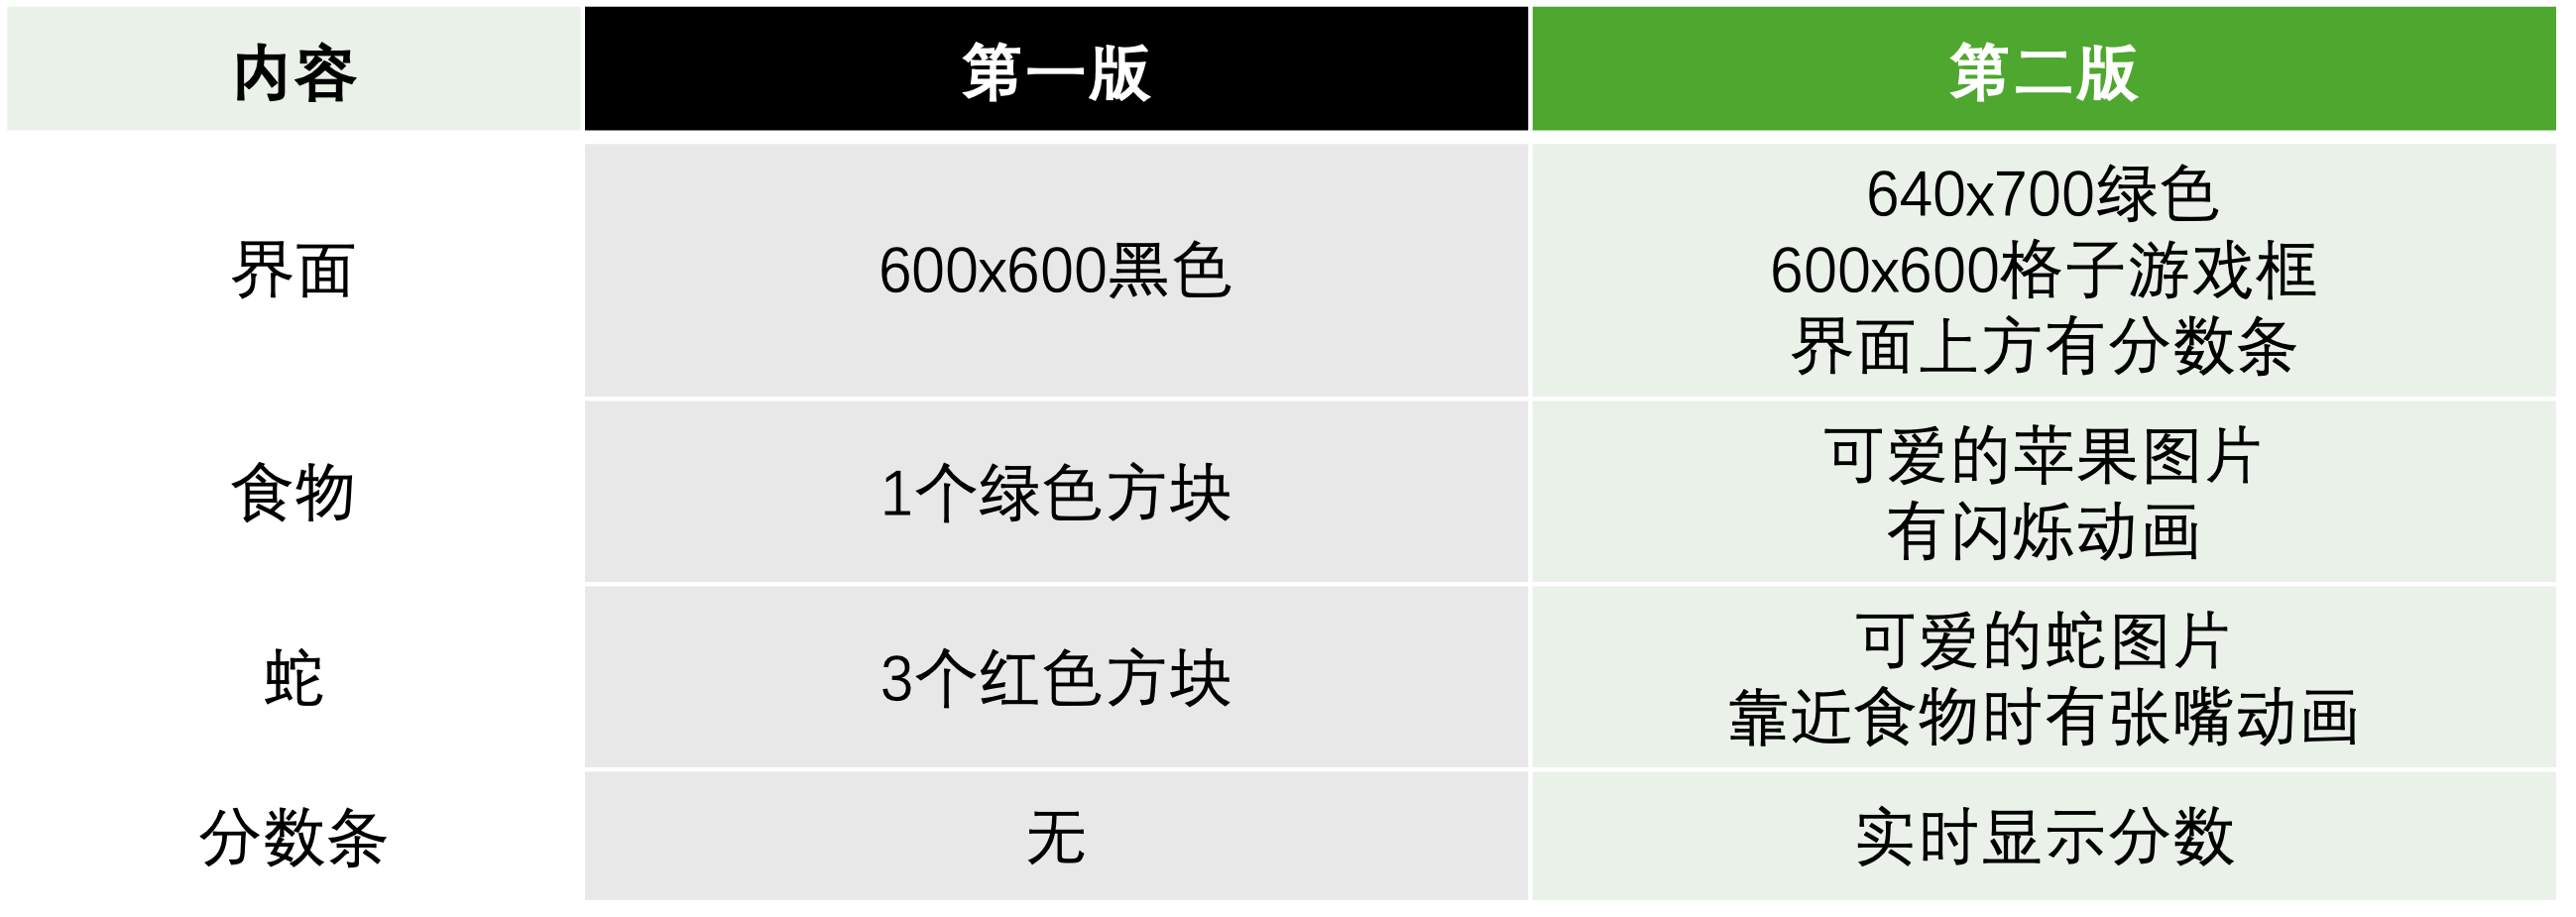 内容 第一版 第二版
界面 600x600黑色 640x700绿色
600x600格子游戏框
界面上方有分数条
食物 1个绿色方块 可爱的苹果图片
有闪烁动画
蛇 3个红色方块 可爱的蛇图片
靠近食物时有张嘴动画
分数条 无 实时显示分数